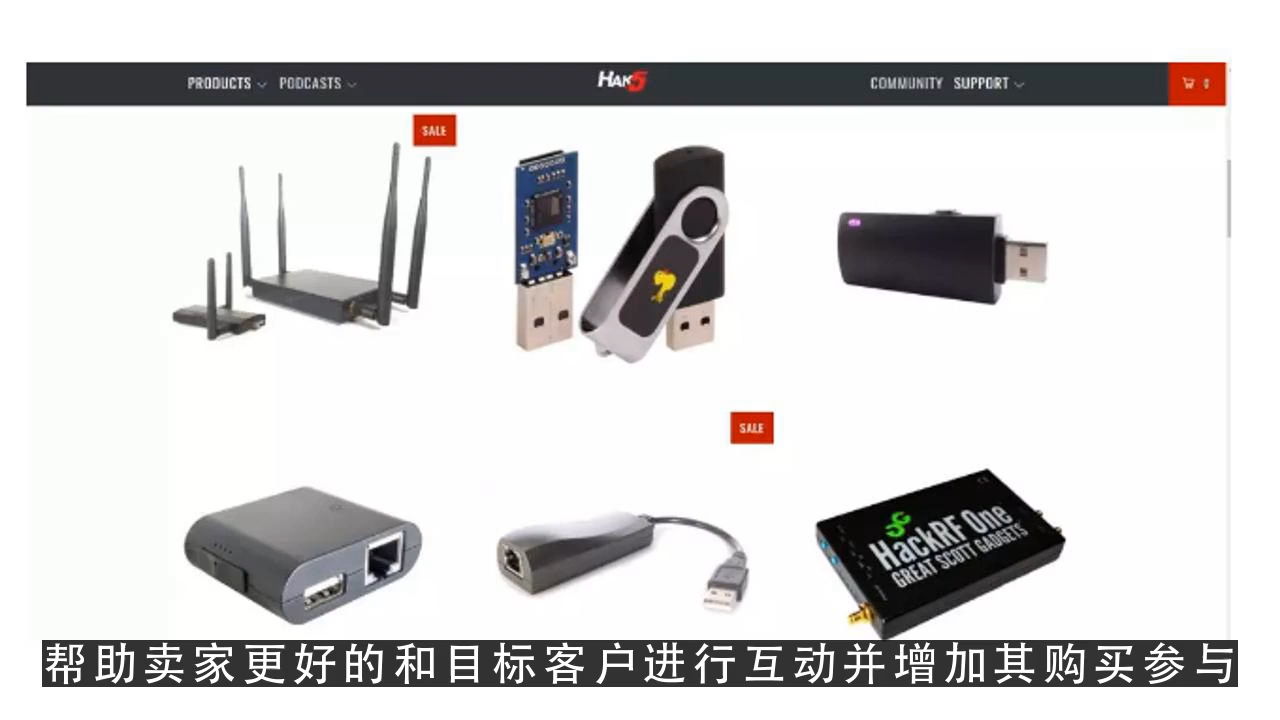 PRODUCTS PODCASTS HAK5 COMMUNITY SUPPORT 0
SALE
SALE
HackRF One
GREAT SCOTT GADGETS
帮助卖家更好的和目标客户进行互动并增加其购买参与